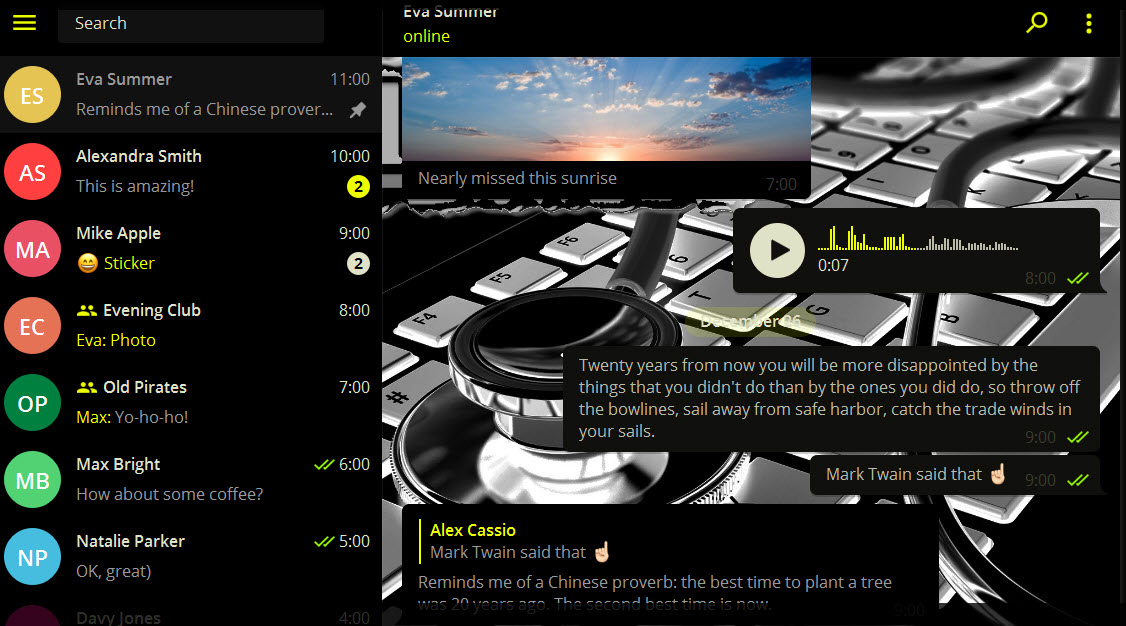 Search
ES
Eva Summer
11:00
Reminds me of a Chinese prover...
AS
Alexandra Smith
10:00
This is amazing!
2
MA
Mike Apple
9:00
😄 Sticker
2
EC
Evening Club
8:00
Eva: Photo
OP
Old Pirates
7:00
Max: Yo-ho-ho!
MB
Max Bright
6:00
How about some coffee?
NP
Natalie Parker
5:00
OK, great)
Davy Jones
4:00
Eva Summer
online
Nearly missed this sunrise
7:00
0:07
8:00
F6
F5
F4
6
T
G
B
#
December 26
Twenty years from now you will be more disappointed by the
things that you didn't do than by the ones you did do, so throw off
the bowlines, sail away from safe harbor, catch the trade winds in
your sails.
9:00
Mark Twain said that ☝🏻
9:00
Alex Cassio
Mark Twain said that ☝🏻
Reminds me of a Chinese proverb: the best time to plant a tree
was 20 years ago. The second best time is now.
9:00